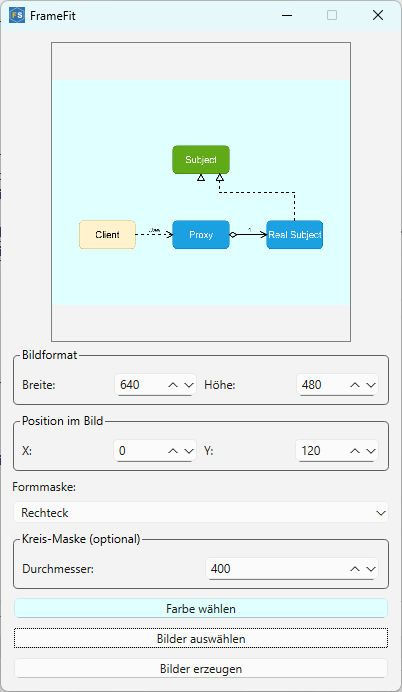 FS FrameFit
Subject
Client
Proxy
1
Real Subject
Bildformat
Breite: 640 Höhe: 480
Position im Bild
X: 0 Y: 120
Formmaske:
Rechteck
Kreis-Maske (optional)
Durchmesser: 400
Farbe wählen
Bilder auswählen
Bilder erzeugen